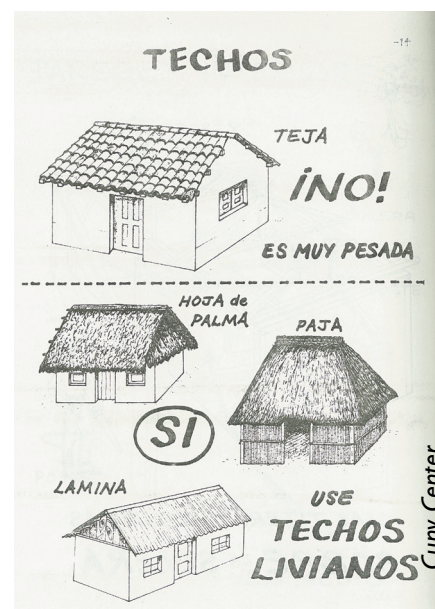 -14
TECHOS
TEJA
¡NO!
ES MUY PESADA
HOJA de
PALMA
PAJA
SI
LAMINA
USE
TECHOS
LIVIANOS
Cuny Center